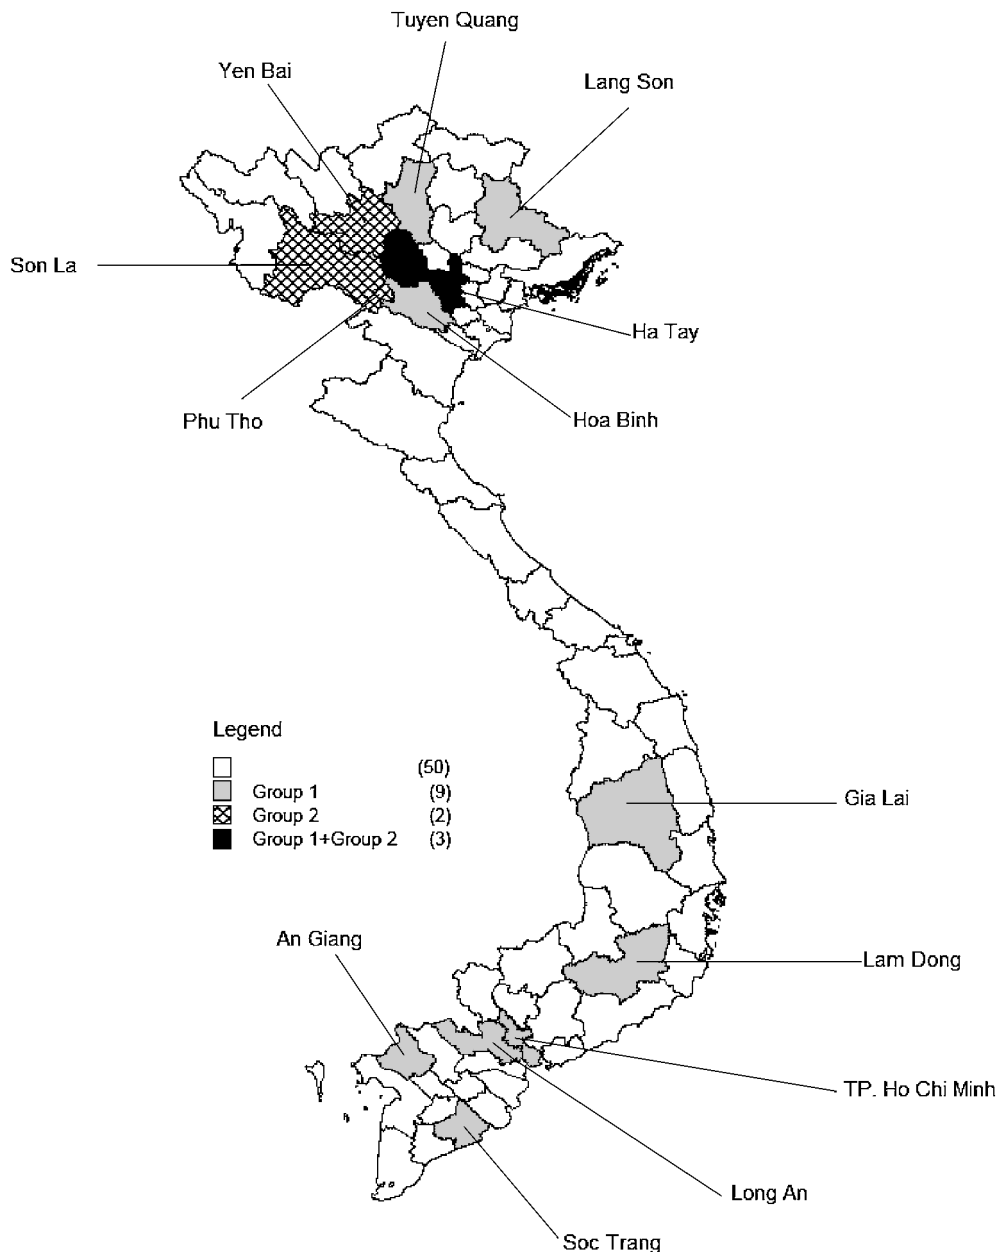 Tuyen Quang
Yen Bai
Lang Son
Son La
Ha Tay
Phu Tho
Hoa Binh
Legend
(50)
Group 1 (9)
Group 2 (2)
Group 1+Group 2 (3)
Gia Lai
An Giang
Lam Dong
TP. Ho Chi Minh
Long An
Soc Trang